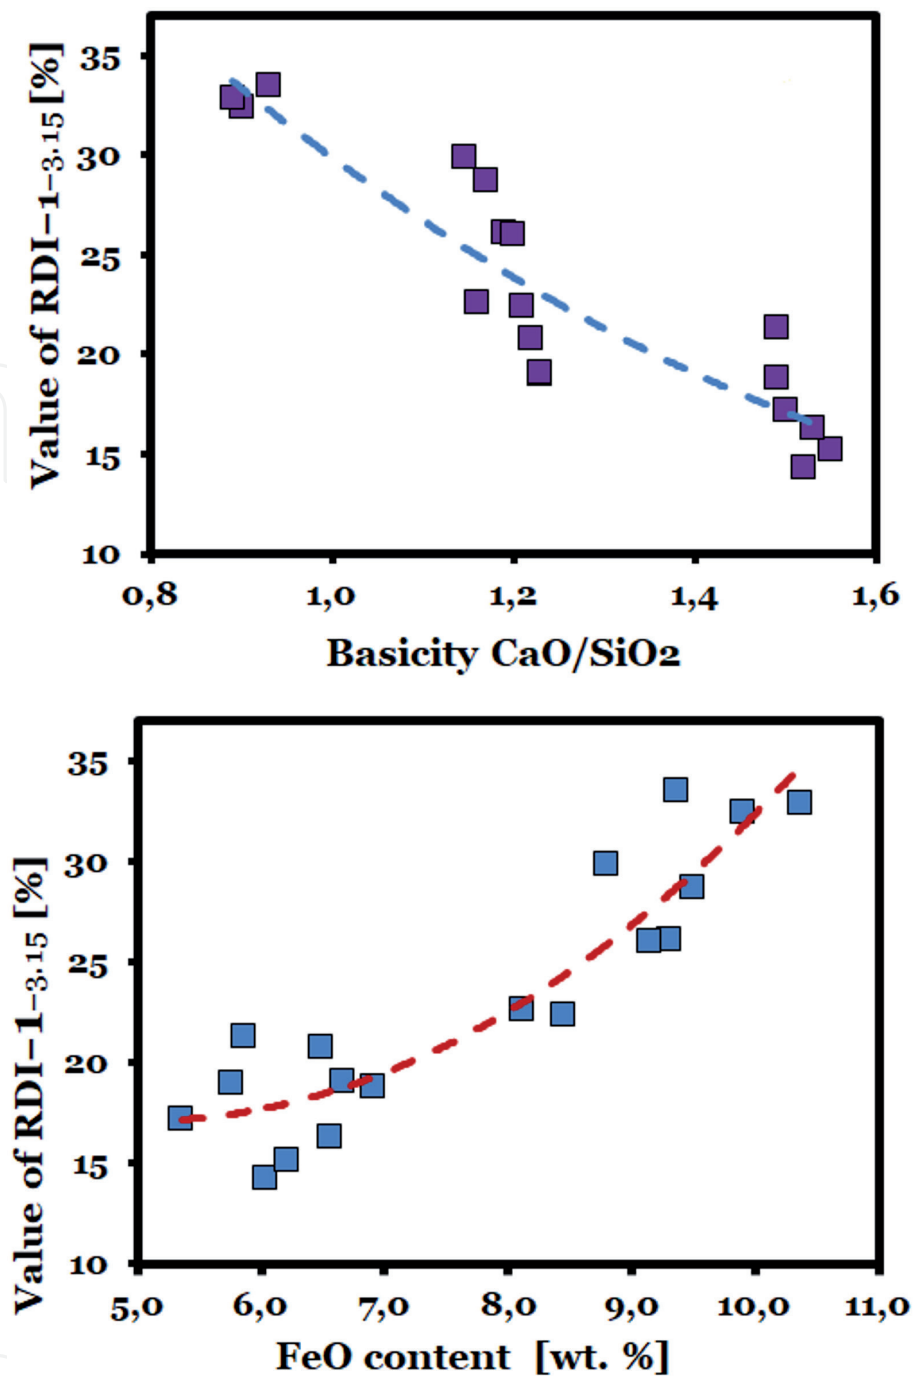 Value of RDI–1–3.15 [%]
35
30
25
20
15
10
0,8 1,0 1,2 1,4 1,6
Basicity CaO/SiO2
Value of RDI–1–3.15 [%]
35
30
25
20
15
10
5,0 6,0 7,0 8,0 9,0 10,0 11,0
FeO content [wt. %]